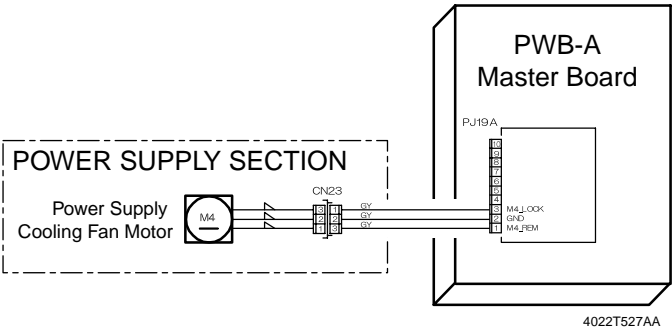 PWB-A
Master Board
PJ19A
10
9
8
7
6
5
4
3 M4_LOCK
2 GND
1 M4_REM
POWER SUPPLY SECTION
CN23
Power Supply
Cooling Fan Motor
M4
3 1 GY
2 2 GY
1 3 GY
4022T527AA